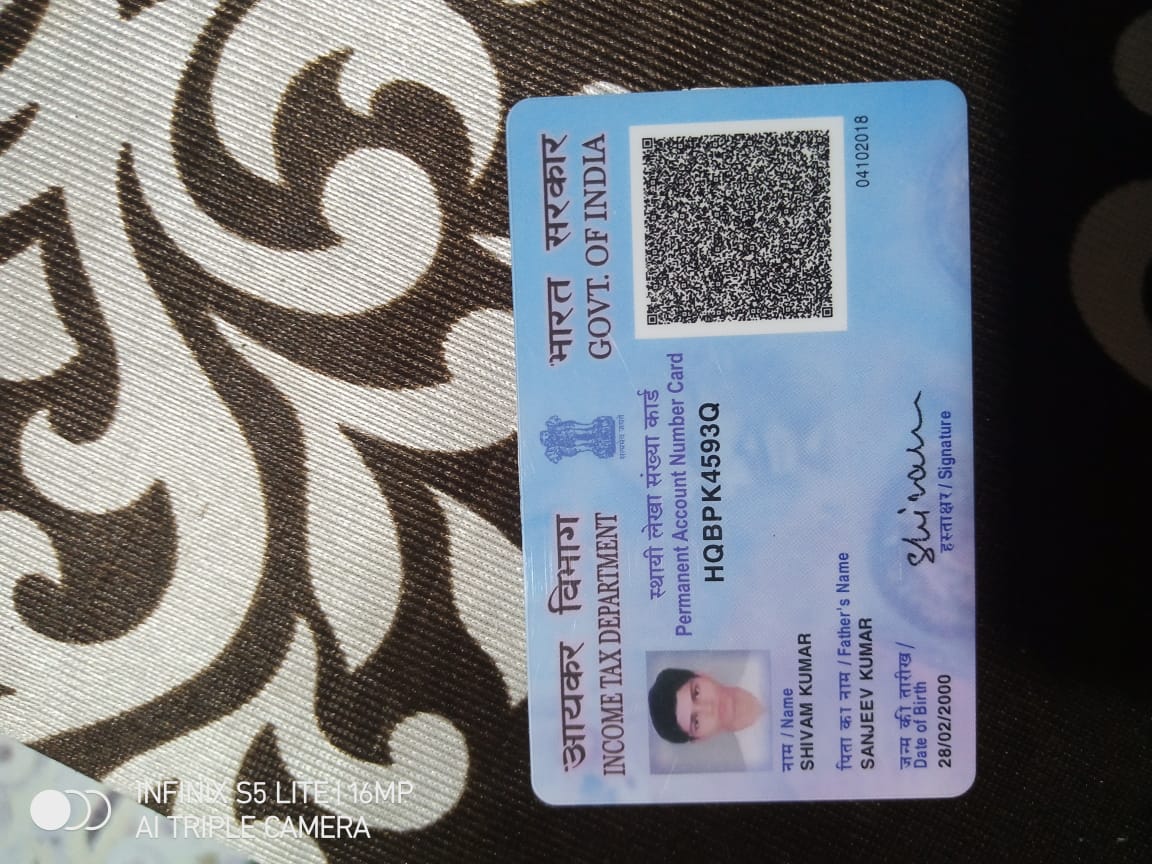 आयकर विभाग
INCOME TAX DEPARTMENT
भारत सरकार
GOVT. OF INDIA
सत्यमेव जयते
स्थायी लेखा संख्या कार्ड
Permanent Account Number Card
HQBPK4593Q
नाम / Name
SHIVAM KUMAR
पिता का नाम / Father's Name
SANJEEV KUMAR
जन्म की तारीख /
Date of Birth
28/02/2000
Shivam
हस्ताक्षर / Signature
04102018
INFINIX S5 LITE | 16MP
AI TRIPLE CAMERA